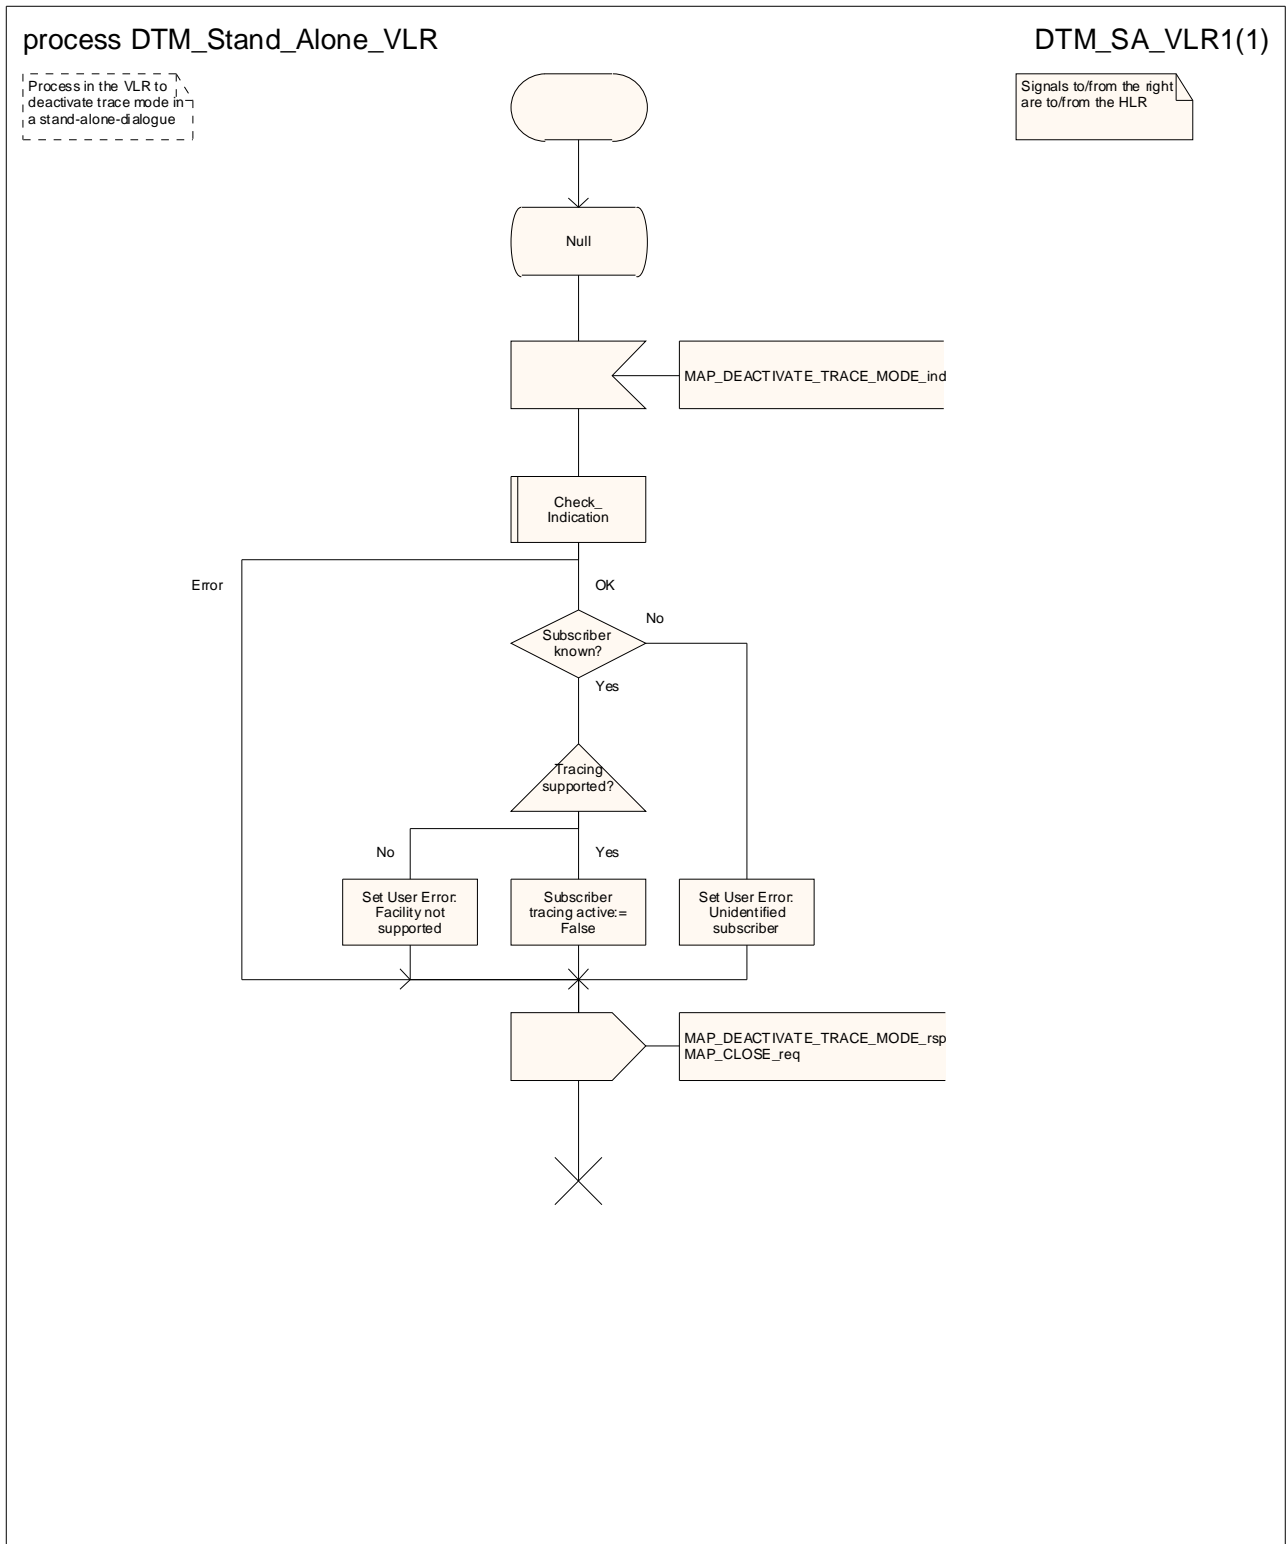 process DTM_Stand_Alone_VLR
DTM_SA_VLR1(1)
Process in the VLR to
deactivate trace mode in
a stand-alone-dialogue
Signals to/from the right
are to/from the HLR
Null
MAP_DEACTIVATE_TRACE_MODE_ind
Check_
Indication
Error
OK
No
Subscriber
known?
Yes
Tracing
supported?
No
Yes
Set User Error:
Facility not
supported
Subscriber
tracing active:=
False
Set User Error:
Unidentified
subscriber
MAP_DEACTIVATE_TRACE_MODE_rsp
MAP_CLOSE_req